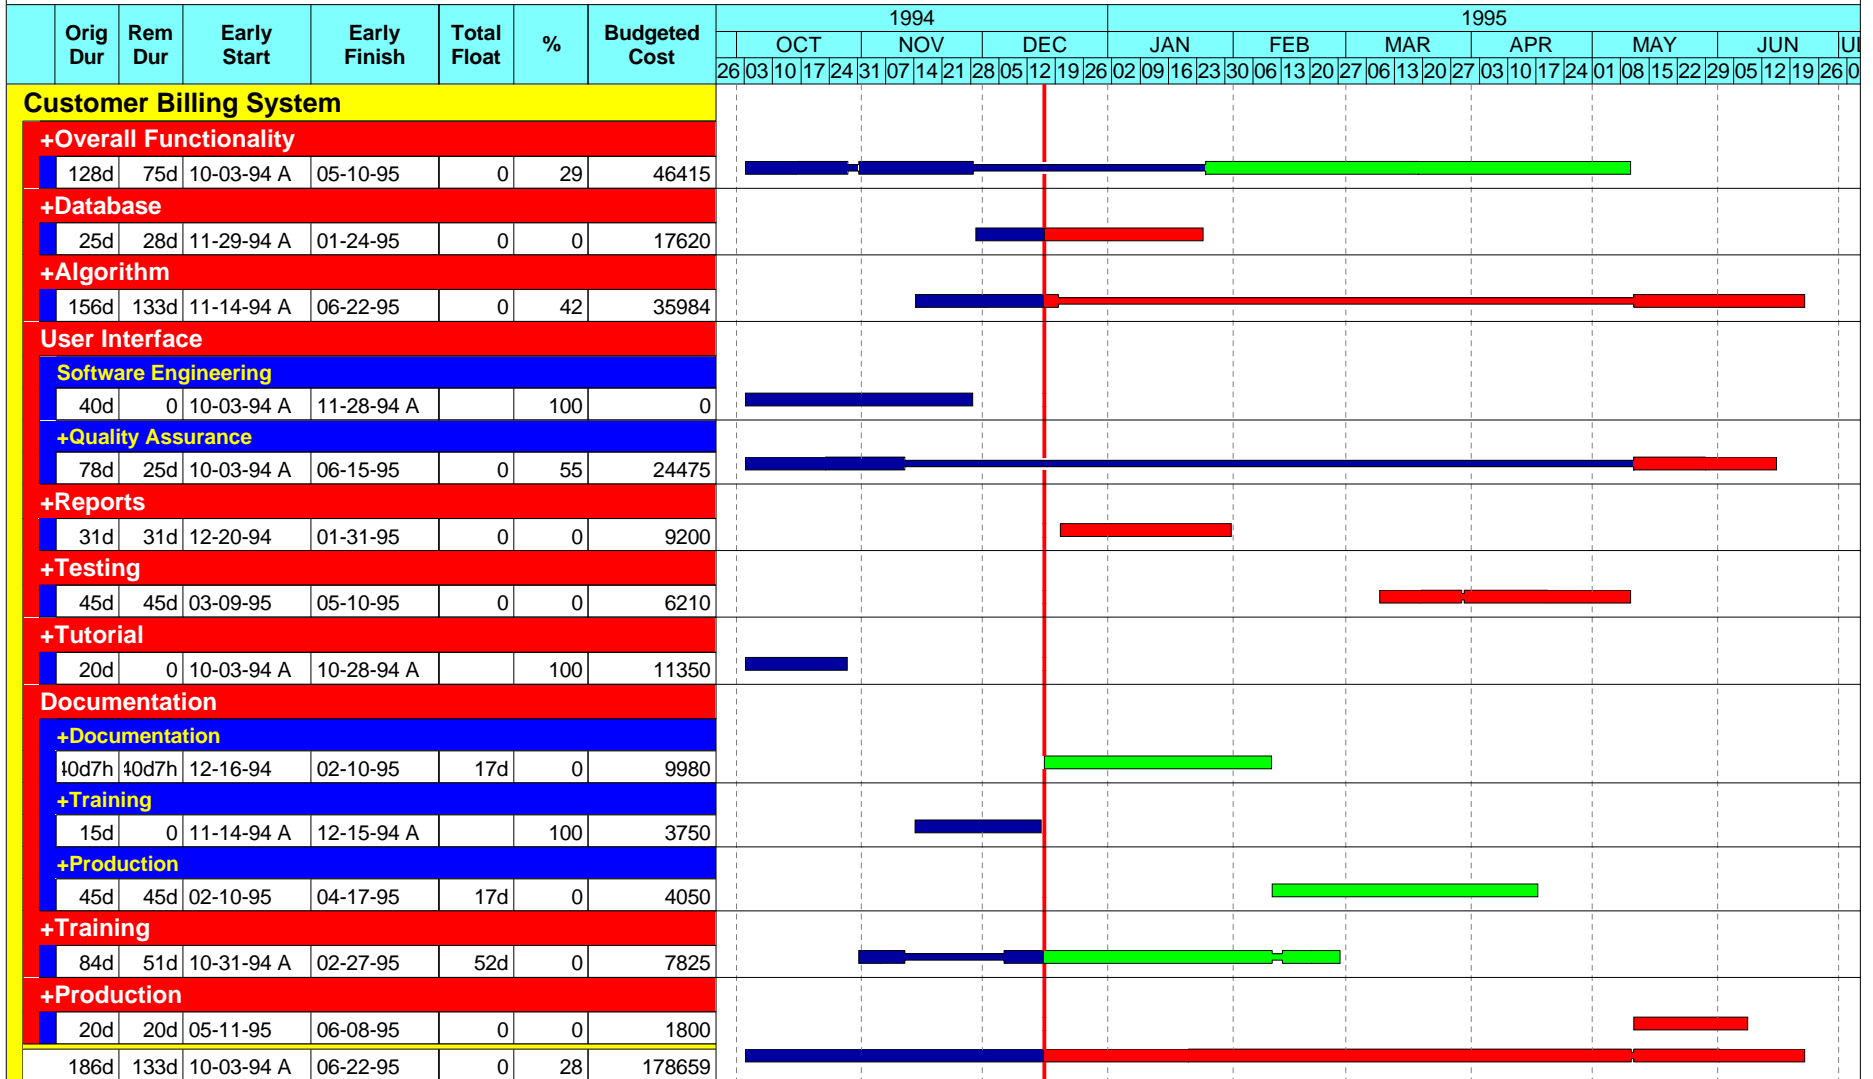 1994 1995
Orig Dur Rem Dur Early Start Early Finish Total Float % Budgeted Cost
OCT NOV DEC JAN FEB MAR APR MAY JUN
26 03 10 17 24 31 07 14 21 28 05 12 19 26 02 09 16 23 30 06 13 20 27 06 13 20 27 03 10 17 24 01 08 15 22 29 05 12 19 26
Customer Billing System
+Overall Functionality
128d 75d 10-03-94 A 05-10-95 0 29 46415
+Database
25d 28d 11-29-94 A 01-24-95 0 0 17620
+Algorithm
156d 133d 11-14-94 A 06-22-95 0 42 35984
User Interface
Software Engineering
40d 0 10-03-94 A 11-28-94 A 100 0
+Quality Assurance
78d 25d 10-03-94 A 06-15-95 0 55 24475
+Reports
31d 31d 12-20-94 01-31-95 0 0 9200
+Testing
45d 45d 03-09-95 05-10-95 0 0 6210
+Tutorial
20d 0 10-03-94 A 10-28-94 A 100 11350
Documentation
+Documentation
40d7h 40d7h 12-16-94 02-10-95 17d 0 9980
+Training
15d 0 11-14-94 A 12-15-94 A 100 3750
+Production
45d 45d 02-10-95 04-17-95 17d 0 4050
+Training
84d 51d 10-31-94 A 02-27-95 52d 0 7825
+Production
20d 20d 05-11-95 06-08-95 0 0 1800
186d 133d 10-03-94 A 06-22-95 0 28 178659